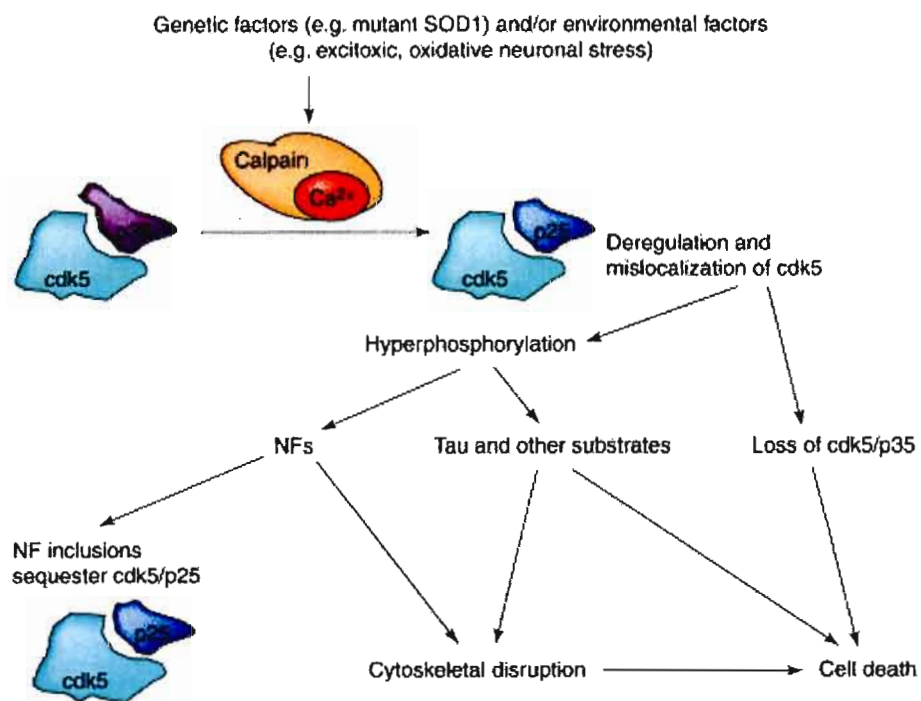 Genetic factors (e.g. mutant SOD1) and/or environmental factors
(e.g. excitoxic, oxidative neuronal stress)
Calpain
Ca²⁺
cdk5
p25
cdk5
Deregulation and
mislocalization of cdk5
Hyperphosphorylation
NFs
Tau and other substrates
Loss of cdk5/p35
NF inclusions
sequester cdk5/p25
p25
cdk5
Cytoskeletal disruption
Cell death